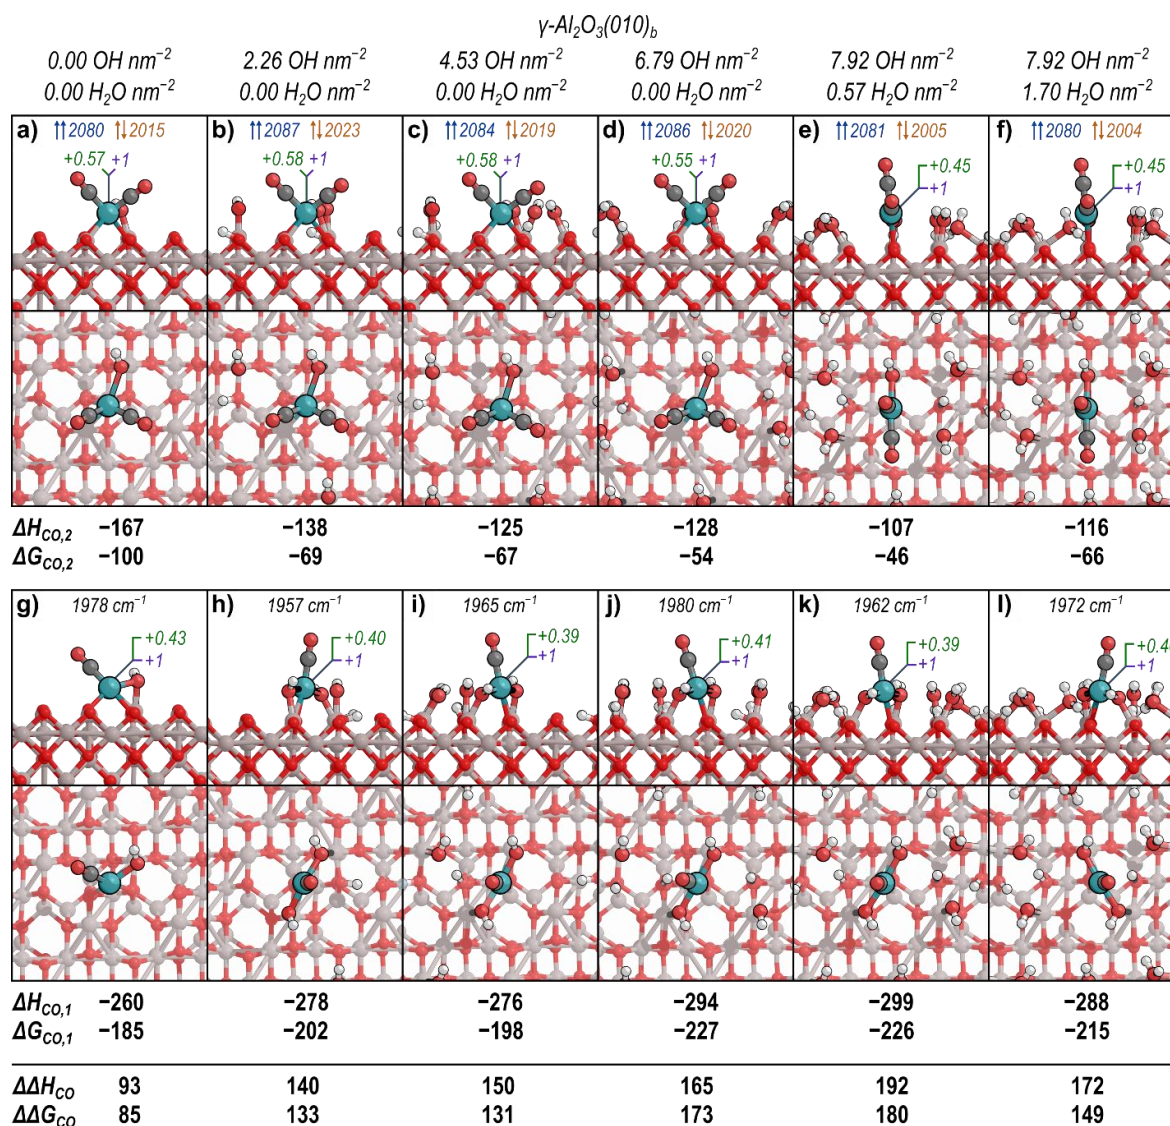 γ-Al₂O₃(010)b
0.00 OH nm⁻² 2.26 OH nm⁻² 4.53 OH nm⁻² 6.79 OH nm⁻² 7.92 OH nm⁻² 7.92 OH nm⁻²
0.00 H₂O nm⁻² 0.00 H₂O nm⁻² 0.00 H₂O nm⁻² 0.00 H₂O nm⁻² 0.57 H₂O nm⁻² 1.70 H₂O nm⁻²
a) ↑↑2080 ↑↓2015 b) ↑↑2087 ↑↓2023 c) ↑↑2084 ↑↓2019 d) ↑↑2086 ↑↓2020 e) ↑↑2081 ↑↓2005 f) ↑↑2080 ↑↓2004
+0.57 +1 +0.58 +1 +0.58 +1 +0.55 +1 +0.45 +0.45
+1 +1
ΔH_CO,2 −167 −138 −125 −128 −107 −116
ΔG_CO,2 −100 −69 −67 −54 −46 −66
g) 1978 cm⁻¹ h) 1957 cm⁻¹ i) 1965 cm⁻¹ j) 1980 cm⁻¹ k) 1962 cm⁻¹ l) 1972 cm⁻¹
+0.43 +0.40 +0.39 +0.41 +0.39
+1 +1 +1 +1 +1 +1
ΔH_CO,1 −260 −278 −276 −294 −299 −288
ΔG_CO,1 −185 −202 −198 −227 −226 −215
ΔΔH_CO 93 140 150 165 192 172
ΔΔG_CO 85 133 131 173 180 149